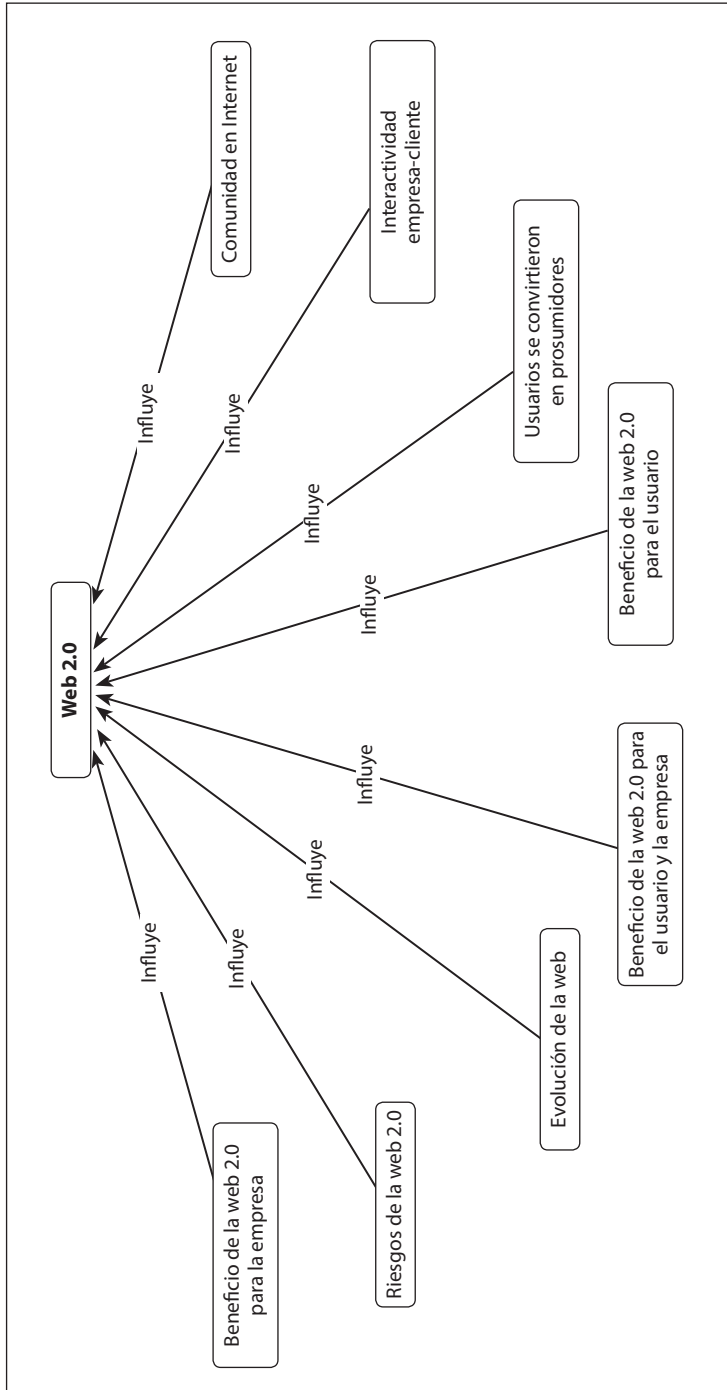 Web 2.0
Influye
Influye
Influye
Influye
Influye
Influye
Influye
Influye
Beneficio de la web 2.0
para la empresa
Riesgos de la web 2.0
Evolución de la web
Beneficio de la web 2.0 para
el usuario y la empresa
Beneficio de la web 2.0
para el usuario
Usuarios se convirtieron
en prosumidores
Interactividad
empresa-cliente
Comunidad en Internet